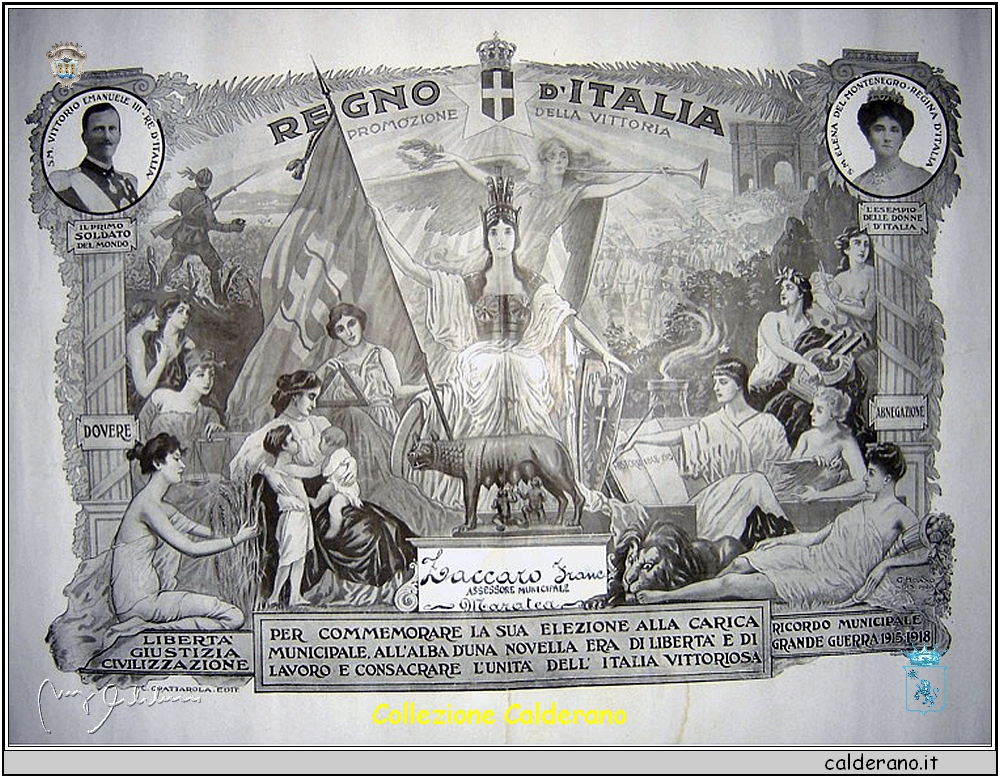 REGNO D'ITALIA
PROMOZIONE DELLA VITTORIA
S.M. VITTORIO EMANUELE III · RE D'ITALIA ·
S.M. ELENA DEL MONTENEGRO · REGINA D'ITALIA
IL PRIMO
SOLDATO
DEL MONDO
L'ESEMPIO
DELLE DONNE
D'ITALIA
DOVERE
ABNEGAZIONE
Zaccaro Franc
ASSESSORE MUNICIPALE
Maratea
LIBERTA'
GIUSTIZIA
CIVILIZZAZIONE
PER COMMEMORARE LA SUA ELEZIONE ALLA CARICA
MUNICIPALE, ALL'ALBA D'UNA NOVELLA ERA DI LIBERTA' E DI
LAVORO E CONSACRARE L'UNITA' DELL' ITALIA VITTORIOSA
RICORDO MUNICIPALE
GRANDE GUERRA 1915-1918
C. CRATTAROLA, EDIT.
Collezione Calderano
calderano.it